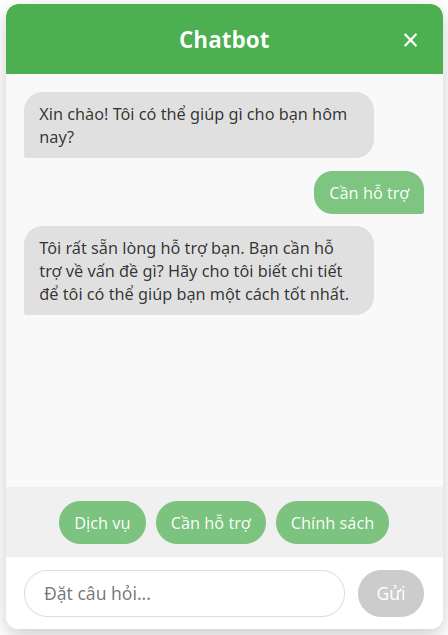 Chatbot ×
Xin chào! Tôi có thể giúp gì cho bạn hôm
nay?
Cần hỗ trợ
Tôi rất sẵn lòng hỗ trợ bạn. Bạn cần hỗ
trợ về vấn đề gì? Hãy cho tôi biết chi tiết
để tôi có thể giúp bạn một cách tốt nhất.
Dịch vụ Cần hỗ trợ Chính sách
Đặt câu hỏi... Gửi